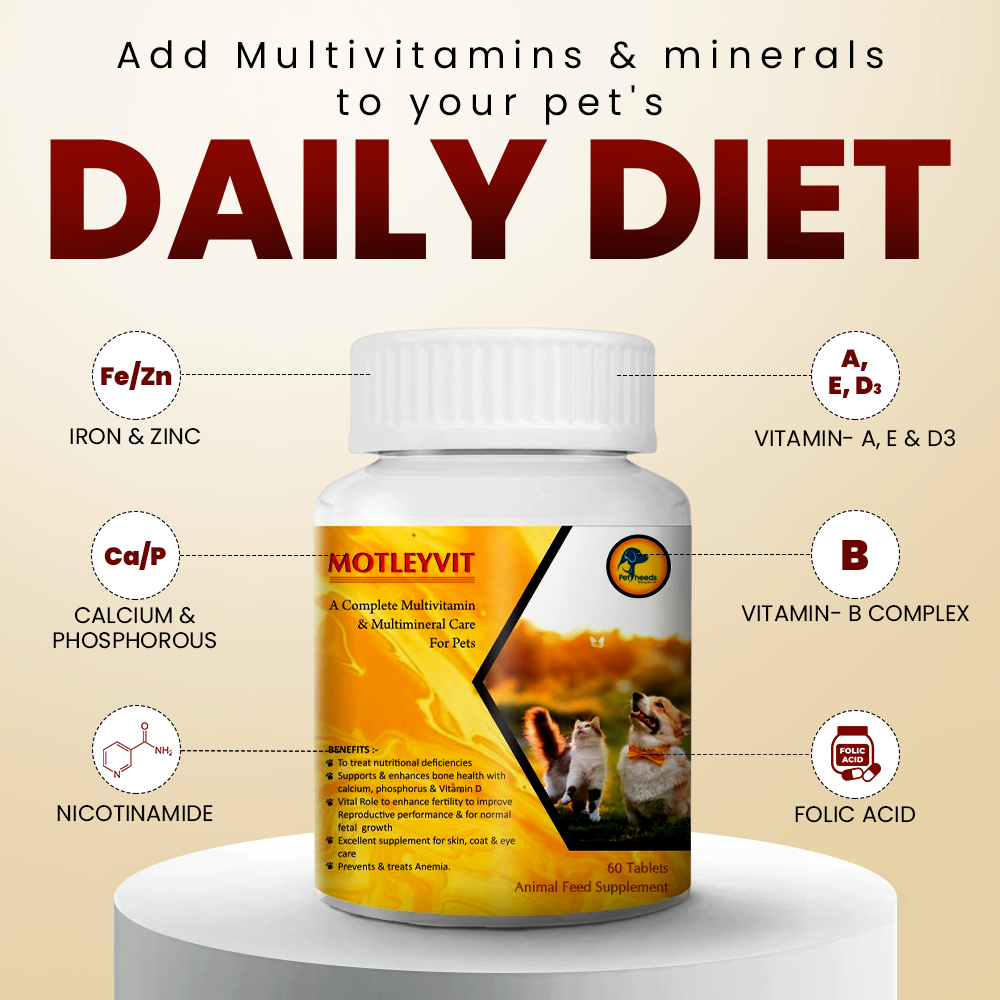 Add Multivitamins & minerals
to your pet's
DAILY DIET
Fe/Zn
IRON & ZINC
A,
E, D₃
VITAMIN- A, E & D3
Ca/P
CALCIUM &
PHOSPHOROUS
B
VITAMIN- B COMPLEX
O
NH₂
N
NICOTINAMIDE
FOLIC
ACID
FOLIC ACID
MOTLEYVIT
A Complete Multivitamin
& Multimineral Care
For Pets
BENEFITS :-
To treat nutritional deficiencies
Supports & enhances bone health with
calcium, phosphorus & Vitamin D
Vital Role to enhance fertility to improve
Reproductive performance & for normal
fetal growth
Excellent supplement for skin, coat & eye
care
Prevents & treats Anemia.
60 Tablets
Animal Feed Supplement